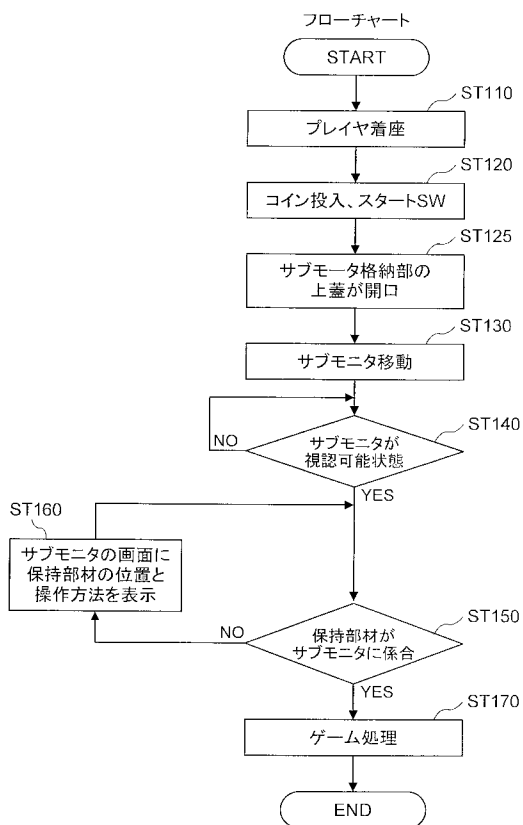 フローチャート
START
ST110
プレイヤ着座
ST120
コイン投入、スタートSW
ST125
サブモータ格納部の
上蓋が開口
ST130
サブモニタ移動
ST140
サブモニタが
視認可能状態
NO
YES
ST160
サブモニタの画面に
保持部材の位置と
操作方法を表示
ST150
保持部材が
サブモニタに係合
NO
YES
ST170
ゲーム処理
END